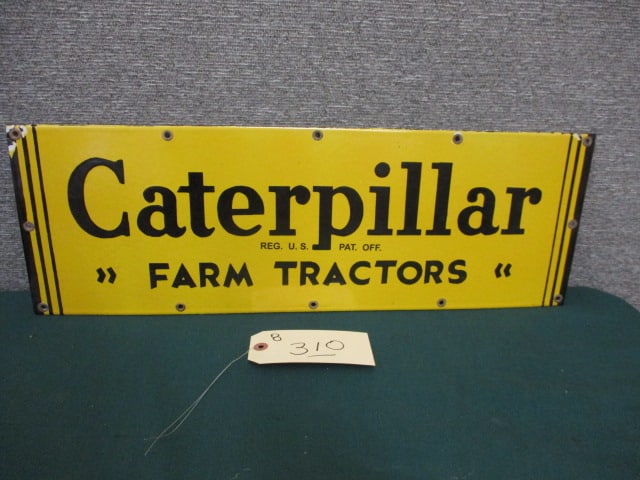 Caterpillar
REG. U. S. PAT. OFF.
›› FARM TRACTORS ‹‹
8
310